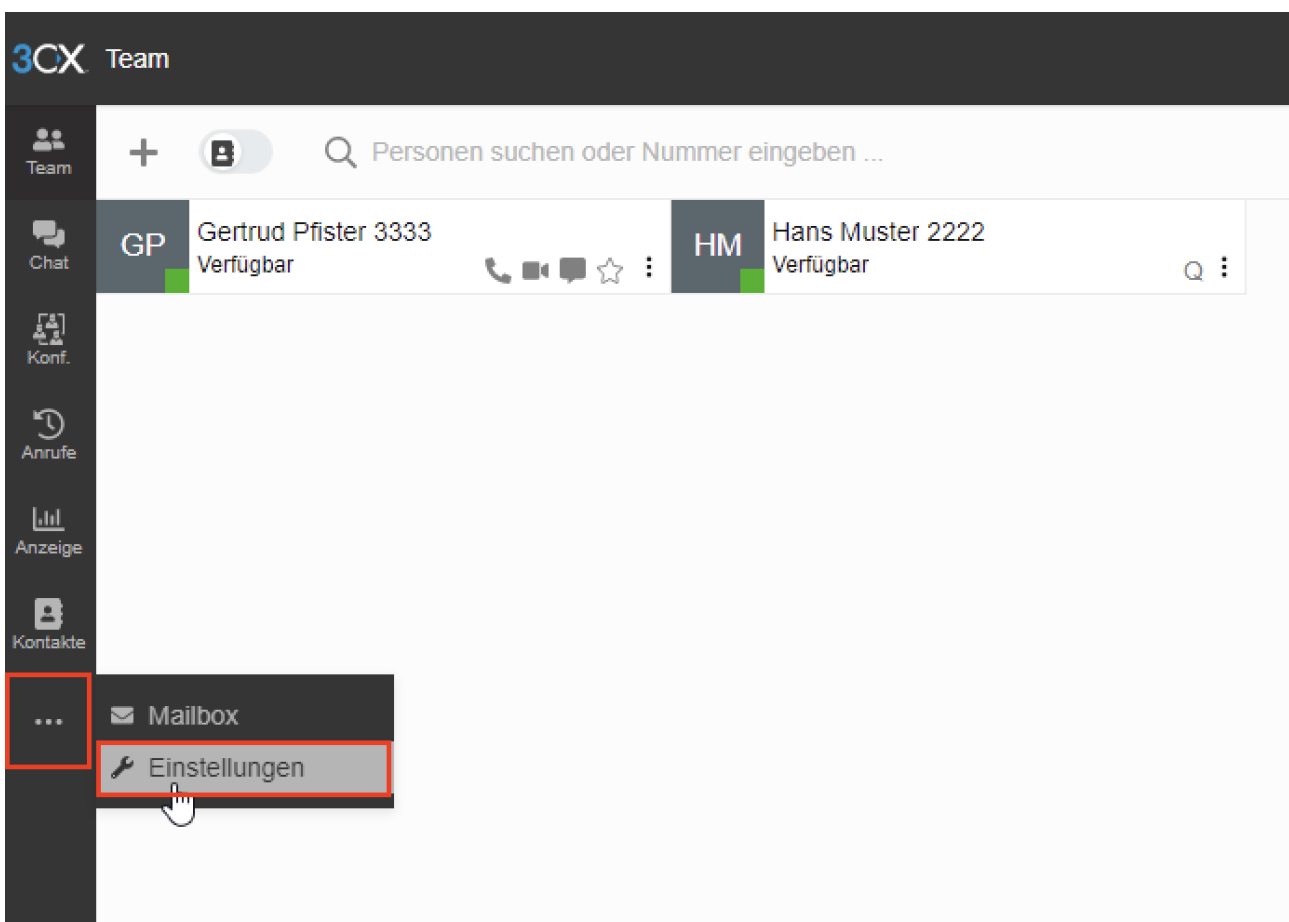 3CX Team
Team
Personen suchen oder Nummer eingeben ...
GP
Gertrud Pfister 3333
Verfügbar
HM
Hans Muster 2222
Verfügbar
Q
Chat
Konf.
Anrufe
Anzeige
Kontakte
Mailbox
Einstellungen